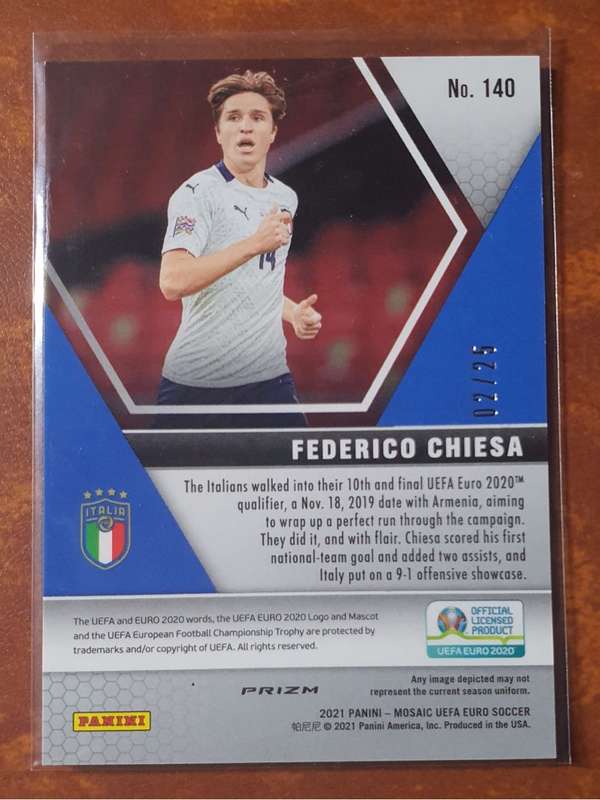 No. 140
14
02/25
FEDERICO CHIESA
The Italians walked into their 10th and final UEFA Euro 2020™
qualifier, a Nov. 18, 2019 date with Armenia, aiming
to wrap up a perfect run through the campaign.
They did it, and with flair. Chiesa scored his first
national-team goal and added two assists, and
Italy put on a 9-1 offensive showcase.
ITALIA
The UEFA and EURO 2020 words, the UEFA EURO 2020 Logo and Mascot
and the UEFA European Football Championship Trophy are protected by
trademarks and/or copyright of UEFA. All rights reserved.
OFFICIAL
LICENSED
PRODUCT
UEFA EURO 2020
Any image depicted may not
represent the current season uniform.
PRIZM
PANINI
2021 PANINI – MOSAIC UEFA EURO SOCCER
帕尼尼 © 2021 Panini America, Inc. Produced in the USA.